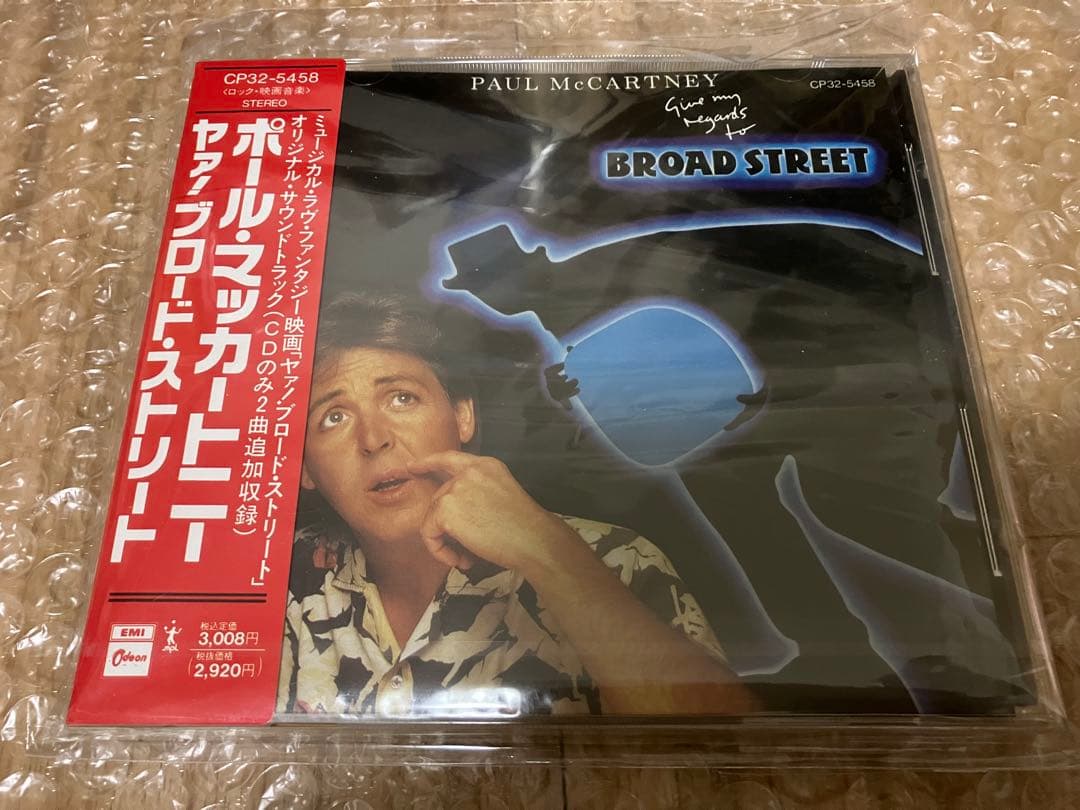 CP32-5458
〈ロック・映画音楽〉
STEREO
ミュージカル・ラヴ・ファンタジー映画「ヤァ!ブロード・ストリート」
オリジナル・サウンドトラック(CDのみ2曲追加収録)
ポール・マッカートニー
ヤァ!ブロード・ストリート
EMI
Odeon
mpl
税込定価
3,008円
税抜価格
2,920円
PAUL McCARTNEY
CP32-5458
Give my
regards
to
BROAD STREET